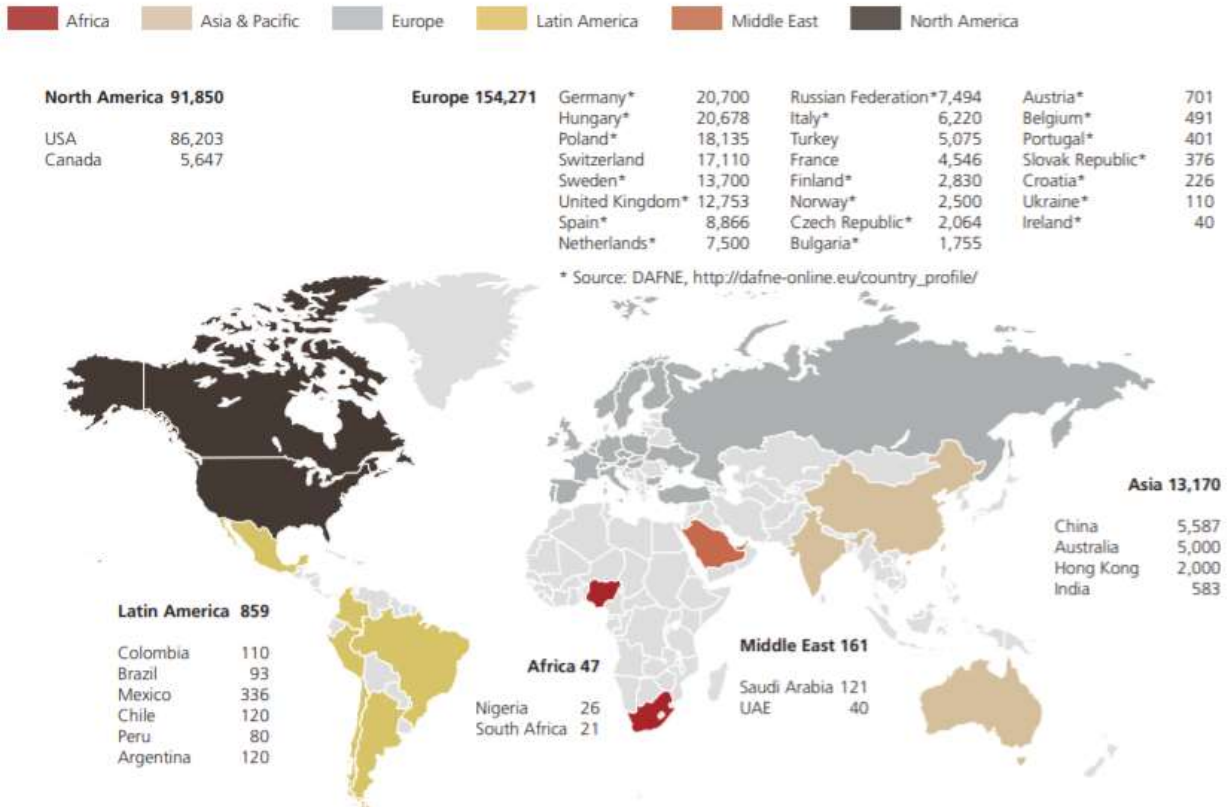 Africa Asia & Pacific Europe Latin America Middle East North America
North America 91,850
USA 86,203
Canada 5,647
Europe 154,271
Germany* 20,700
Hungary* 20,678
Poland* 18,135
Switzerland 17,110
Sweden* 13,700
United Kingdom* 12,753
Spain* 8,866
Netherlands* 7,500
Russian Federation* 7,494
Italy* 6,220
Turkey 5,075
France 4,546
Finland* 2,830
Norway* 2,500
Czech Republic* 2,064
Bulgaria* 1,755
Austria* 701
Belgium* 491
Portugal* 401
Slovak Republic* 376
Croatia* 226
Ukraine* 110
Ireland* 40
* Source: DAFNE, http://dafne-online.eu/country_profile/
Asia 13,170
China 5,587
Australia 5,000
Hong Kong 2,000
India 583
Latin America 859
Colombia 110
Brazil 93
Mexico 336
Chile 120
Peru 80
Argentina 120
Africa 47
Nigeria 26
South Africa 21
Middle East 161
Saudi Arabia 121
UAE 40